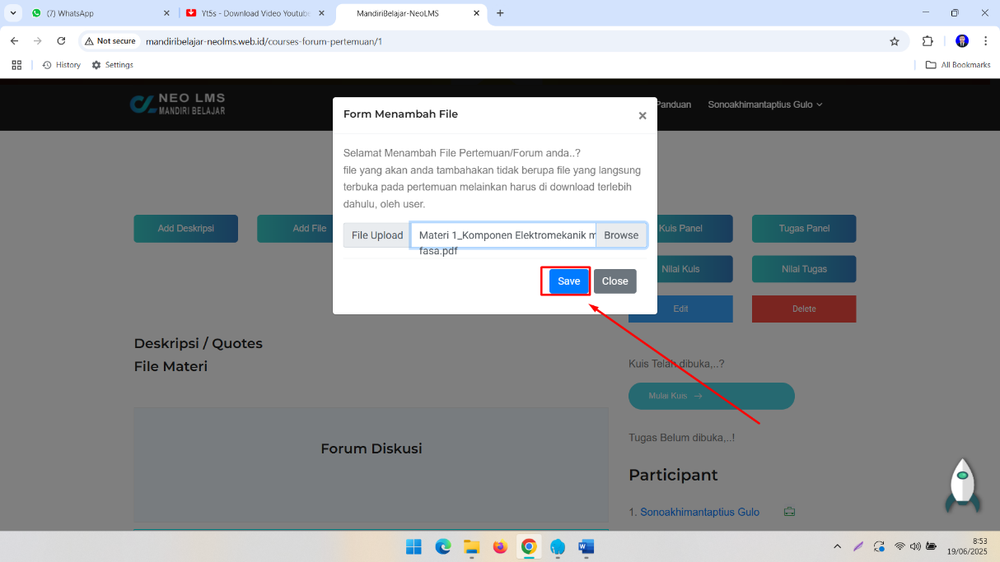 (7) WhatsApp
Yt5s - Download Video Youtube
MandiriBelajar-NeoLMS
Not secure
mandiribelajar-neolms.web.id/courses-forum-pertemuan/1
History
Settings
All Bookmarks
NEO LMS
MANDIRI BELAJAR
Panduan
Sonoakhimantaptius Gulo
Form Menambah File
×
Selamat Menambah File Pertemuan/Forum anda..?
file yang akan anda tambahakan tidak berupa file yang langsung
terbuka pada pertemuan melainkan harus di download terlebih
dahulu, oleh user.
File Upload
Materi 1_Komponen Elektromekanik m
fasa.pdf
Browse
Save
Close
Add Deskripsi
Add File
Kuis Panel
Tugas Panel
Nilai Kuis
Nilai Tugas
Edit
Delete
Deskripsi / Quotes
File Materi
Kuis Telah dibuka,..?
Mulai Kuis →
Tugas Belum dibuka,..!
Forum Diskusi
Participant
1. Sonoakhimantaptius Gulo
8:53
19/06/2025